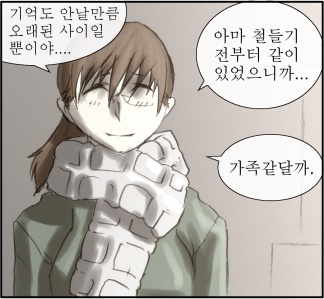 기억도 안날만큼
오래된 사이일
뿐이야....
아마 철들기
전부터 같이
있었으니까...
가족같달까.